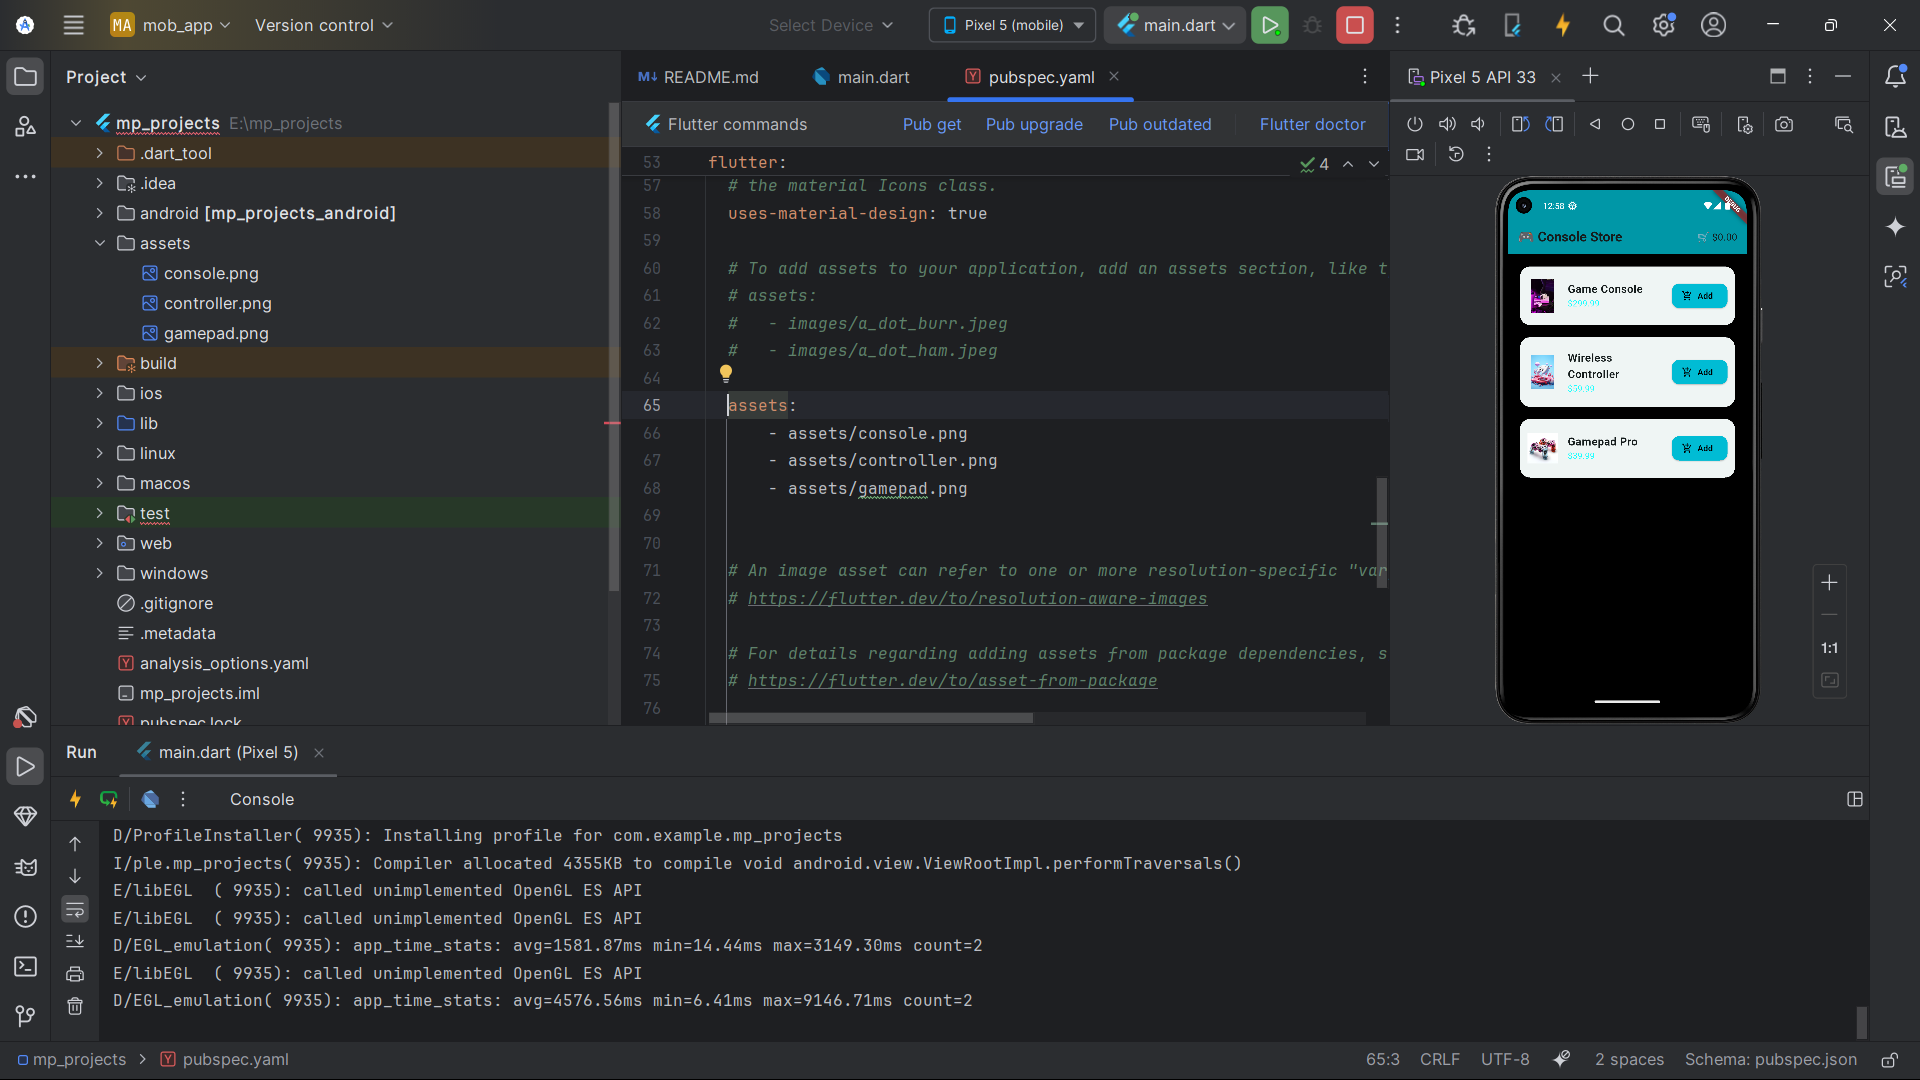 MA mob_app Version control Select Device Pixel 5 (mobile) main.dart
Project
mp_projects E:\mp_projects
.dart_tool
.idea
android [mp_projects_android]
assets
console.png
controller.png
gamepad.png
build
ios
lib
linux
macos
test
web
windows
.gitignore
.metadata
analysis_options.yaml
mp_projects.iml
pubspec.lock
M↓ README.md main.dart Y pubspec.yaml
Flutter commands Pub get Pub upgrade Pub outdated Flutter doctor
4
53 flutter:
57 # the material Icons class.
58 uses-material-design: true
59
60 # To add assets to your application, add an assets section, like t
61 # assets:
62 #   - images/a_dot_burr.jpeg
63 #   - images/a_dot_ham.jpeg
64
65 assets:
66 - assets/console.png
67 - assets/controller.png
68 - assets/gamepad.png
69
70
71 # An image asset can refer to one or more resolution-specific "var
72 # https://flutter.dev/to/resolution-aware-images
73
74 # For details regarding adding assets from package dependencies, s
75 # https://flutter.dev/to/asset-from-package
76
Pixel 5 API 33
12:58
DEBUG
Console Store $0.00
Game Console
$299.99
Add
Wireless
Controller
$59.99
Add
Gamepad Pro
$39.99
Add
1:1
Run main.dart (Pixel 5)
Console
D/ProfileInstaller( 9935): Installing profile for com.example.mp_projects
I/ple.mp_projects( 9935): Compiler allocated 4355KB to compile void android.view.ViewRootImpl.performTraversals()
E/libEGL  ( 9935): called unimplemented OpenGL ES API
E/libEGL  ( 9935): called unimplemented OpenGL ES API
D/EGL_emulation( 9935): app_time_stats: avg=1581.87ms min=14.44ms max=3149.30ms count=2
E/libEGL  ( 9935): called unimplemented OpenGL ES API
D/EGL_emulation( 9935): app_time_stats: avg=4576.56ms min=6.41ms max=9146.71ms count=2
mp_projects > Y pubspec.yaml 65:3 CRLF UTF-8 2 spaces Schema: pubspec.json